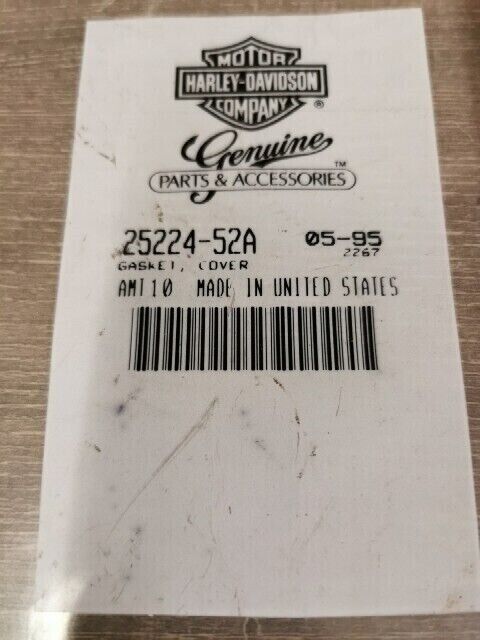 MOTOR
HARLEY-DAVIDSON
COMPANY ®
Genuine
PARTS & ACCESSORIES ™
25224-52A 05-95
2267
GASKET, COVER
AMT10 MADE IN UNITED STATES